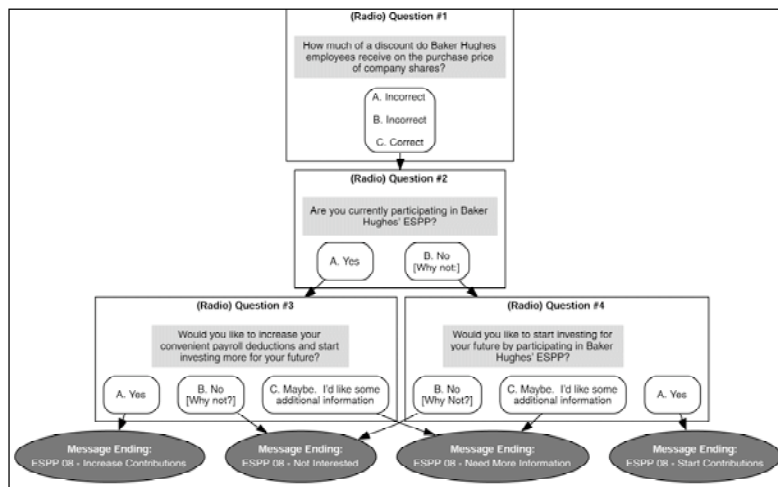 (Radio) Question #1
How much of a discount do Baker Hughes
employees receive on the purchase price
of company shares?
A. Incorrect
B. Incorrect
C. Correct
(Radio) Question #2
Are you currently participating in Baker
Hughes' ESPP?
A. Yes
B. No
[Why not:]
(Radio) Question #3
Would you like to increase your
convenient payroll deductions and start
investing more for your future?
A. Yes
B. No
[Why not?]
C. Maybe. I'd like some
additional information
(Radio) Question #4
Would you like to start investing for
your future by participating in Baker
Hughes' ESPP?
B. No
[Why Not?]
C. Maybe. I'd like some
additional information
A. Yes
Message Ending:
ESPP 08 - Increase Contributions
Message Ending:
ESPP 08 - Not Interested
Message Ending:
ESPP 08 - Need More Information
Message Ending:
ESPP 08 - Start Contributions